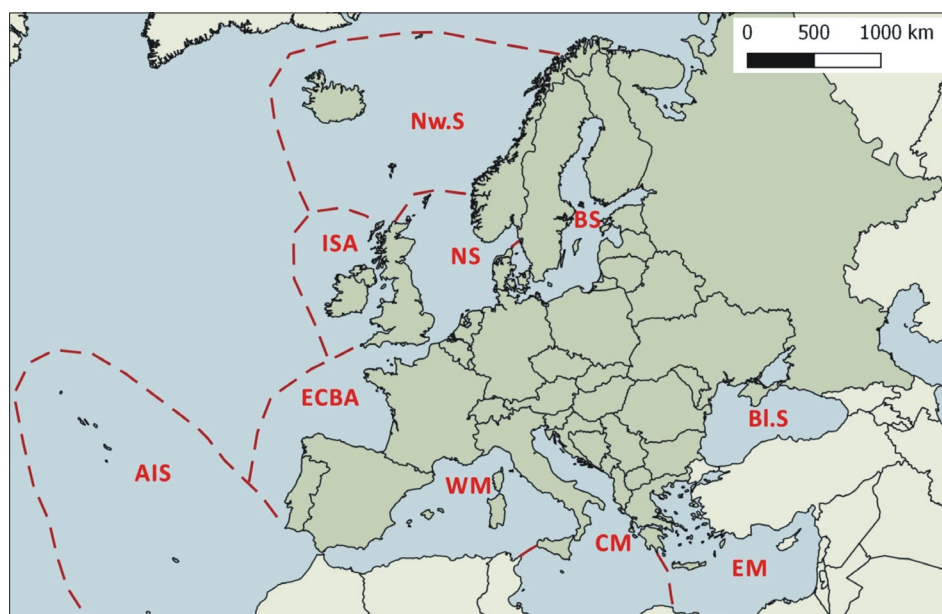 0 500 1000 km
Nw.S
BS
ISA
NS
ECBA
Bl.S
AIS
WM
CM
EM